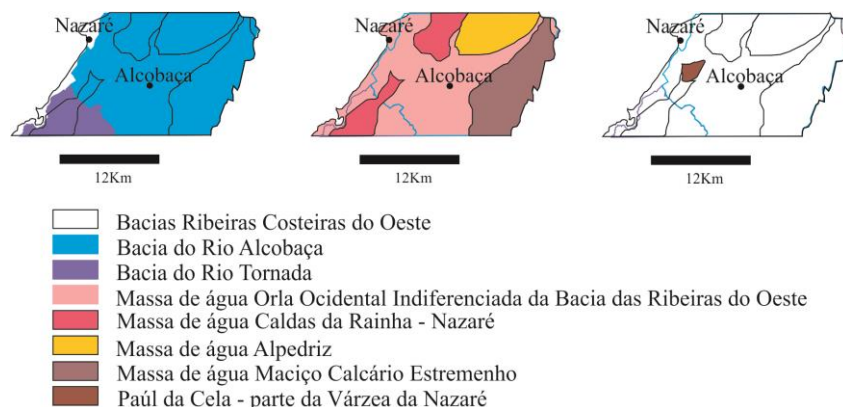 Nazaré
Alcobaça
12Km
Nazaré
Alcobaça
12Km
Nazaré
Alcobaça
12Km
Bacias Ribeiras Costeiras do Oeste
Bacia do Rio Alcobaça
Bacia do Rio Tornada
Massa de água Orla Ocidental Indiferenciada da Bacia das Ribeiras do Oeste
Massa de água Caldas da Rainha - Nazaré
Massa de água Alpedriz
Massa de água Maciço Calcário Estremenho
Paúl da Cela - parte da Várzea da Nazaré